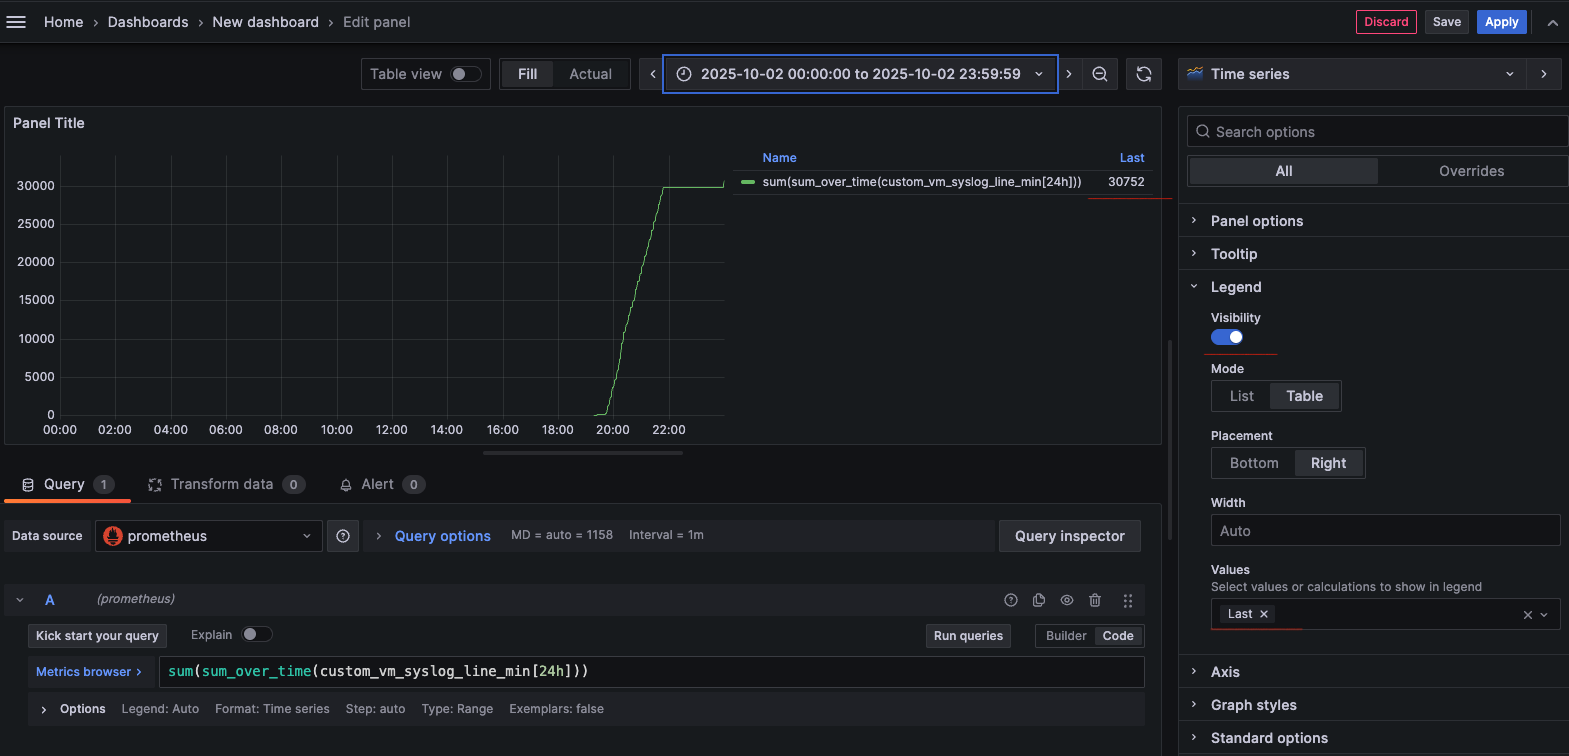 Home › Dashboards › New dashboard › Edit panel
Discard Save Apply
Table view Fill Actual 2025-10-02 00:00:00 to 2025-10-02 23:59:59
Time series
Panel Title
Name Last
sum(sum_over_time(custom_vm_syslog_line_min[24h])) 30752
30000
25000
20000
15000
10000
5000
0
00:00 02:00 04:00 06:00 08:00 10:00 12:00 14:00 16:00 18:00 20:00 22:00
Query 1 Transform data 0 Alert 0
Data source prometheus Query options MD = auto = 1158 Interval = 1m Query inspector
A (prometheus)
Kick start your query Explain Run queries Builder Code
Metrics browser › sum(sum_over_time(custom_vm_syslog_line_min[24h]))
Options Legend: Auto Format: Time series Step: auto Type: Range Exemplars: false
Search options
All Overrides
Panel options
Tooltip
Legend
Visibility
Mode
List Table
Placement
Bottom Right
Width
Auto
Values
Select values or calculations to show in legend
Last
Axis
Graph styles
Standard options